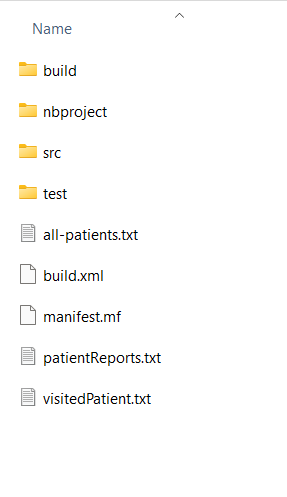 Name
build
nbproject
src
test
all-patients.txt
build.xml
manifest.mf
patientReports.txt
visitedPatient.txt